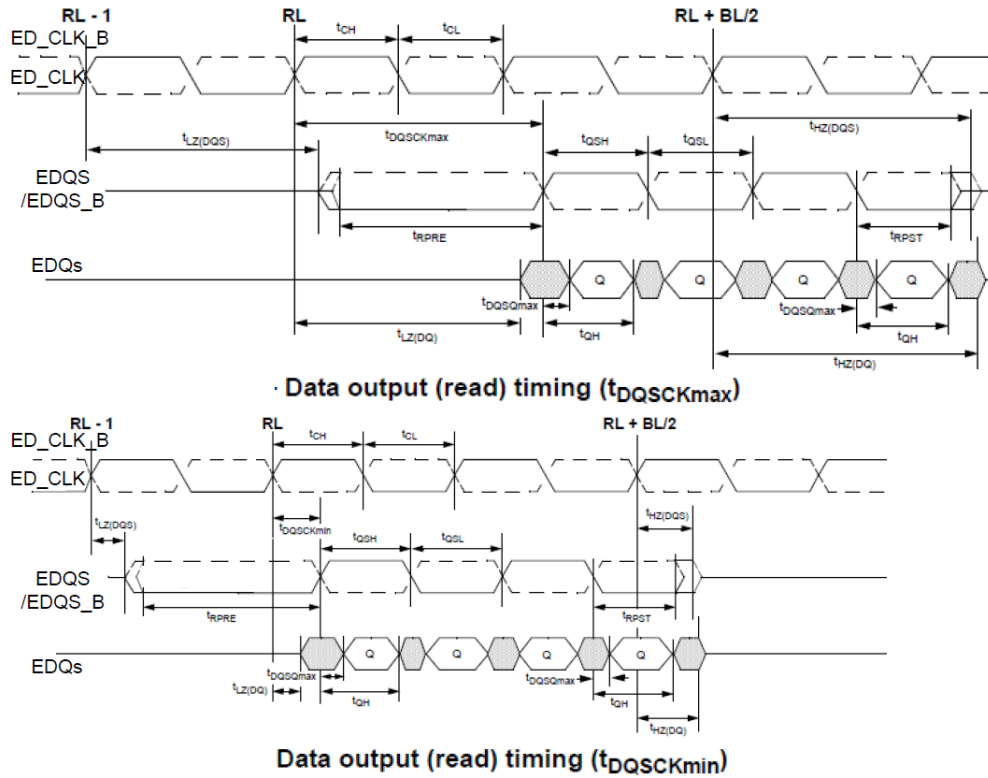 RL - 1 RL RL + BL/2
ED_CLK_B tCH tCL
ED_CLK
tLZ(DQS) tDQSCKmax tHZ(DQS)
tQSH tQSL
EDQS
/EDQS_B
tRPRE tRPST
EDQs Q Q Q Q
tDQSQmax tDQSQmax
tLZ(DQ) tQH tQH
tHZ(DQ)
· Data output (read) timing (tDQSCKmax)
RL - 1 RL RL + BL/2
ED_CLK_B tCH tCL
ED_CLK
tLZ(DQS) tDQSCKmin tHZ(DQS)
tQSH tQSL
EDQS
/EDQS_B
tRPRE tRPST
EDQs Q Q Q Q
tDQSQmax tDQSQmax
tLZ(DQ) tQH tQH
tHZ(DQ)
Data output (read) timing (tDQSCKmin)